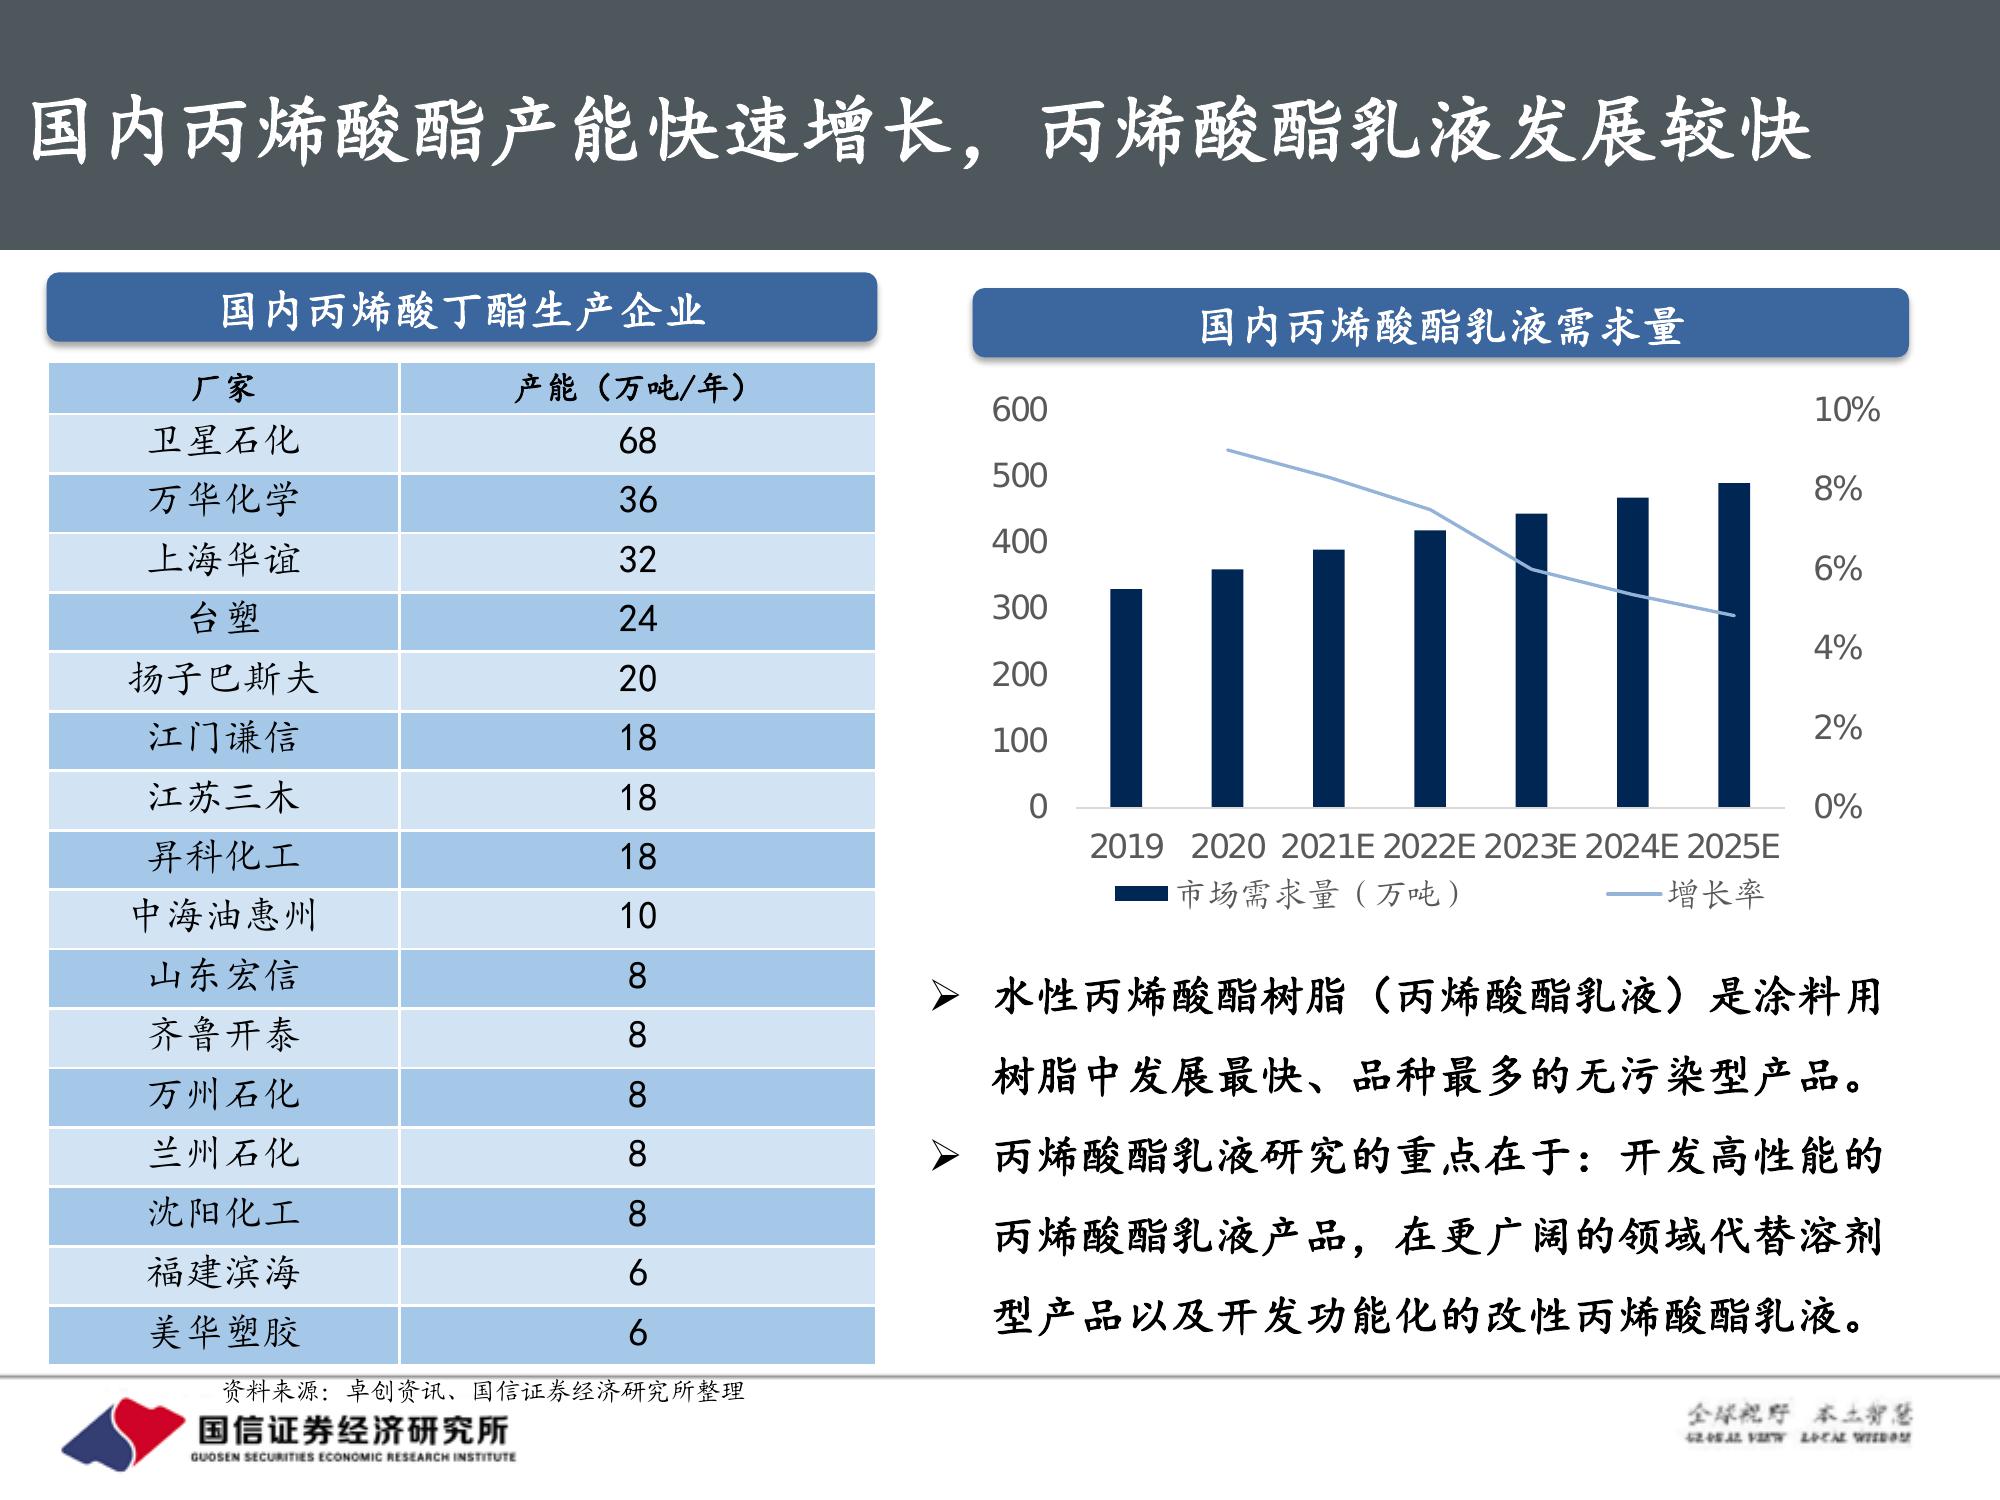 国内丙烯酸酯产能快速增长，丙烯酸酯乳液发展较快
国内丙烯酸丁酯生产企业
厂家 产能（万吨/年）
卫星石化 68
万华化学 36
上海华谊 32
台塑 24
扬子巴斯夫 20
江门谦信 18
江苏三木 18
昇科化工 18
中海油惠州 10
山东宏信 8
齐鲁开泰 8
万州石化 8
兰州石化 8
沈阳化工 8
福建滨海 6
美华塑胶 6
国内丙烯酸酯乳液需求量
600 10%
500 8%
400 6%
300 4%
200 2%
100 0%
0
2019 2020 2021E 2022E 2023E 2024E 2025E
市场需求量（万吨） 增长率
➢ 水性丙烯酸酯树脂（丙烯酸酯乳液）是涂料用
树脂中发展最快、品种最多的无污染型产品。
➢ 丙烯酸酯乳液研究的重点在于：开发高性能的
丙烯酸酯乳液产品，在更广阔的领域代替溶剂
型产品以及开发功能化的改性丙烯酸酯乳液。
资料来源：卓创资讯、国信证券经济研究所整理
国信证券经济研究所
GUOSEN SECURITIES ECONOMIC RESEARCH INSTITUTE
全球视野 本土智慧
GLOBAL VIEW LOCAL WISDOM